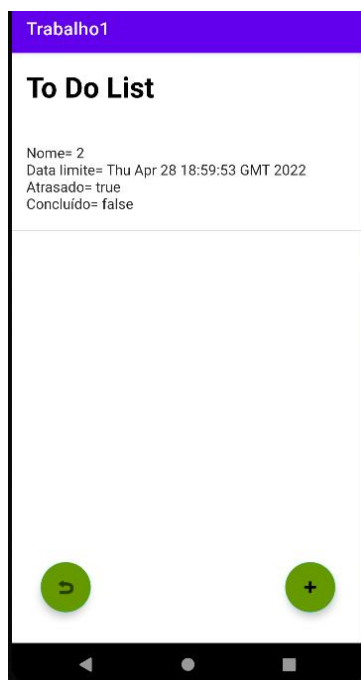 Trabalho1
To Do List
Nome= 2
Data limite= Thu Apr 28 18:59:53 GMT 2022
Atrasado= true
Concluído= false
+